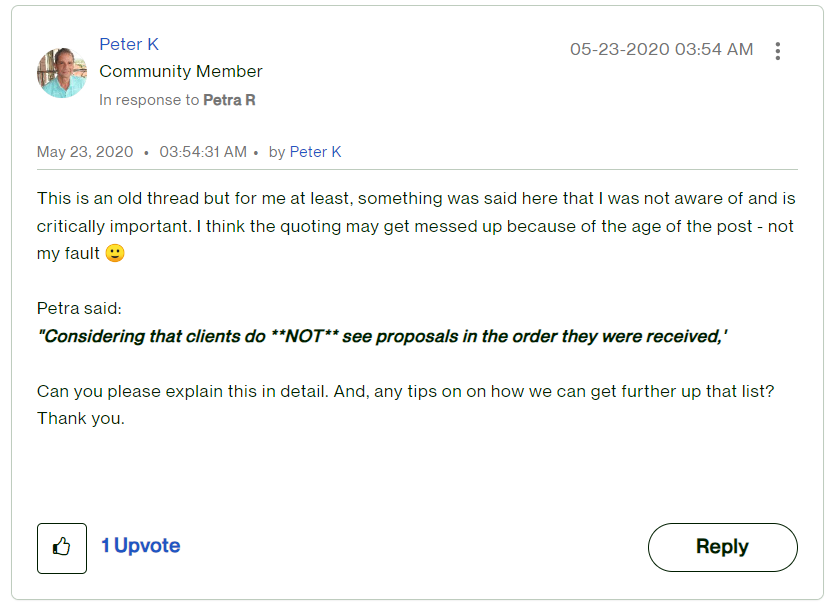 Peter K
05-23-2020 03:54 AM
Community Member
In response to Petra R
May 23, 2020 • 03:54:31 AM • by Peter K
This is an old thread but for me at least, something was said here that I was not aware of and is
critically important. I think the quoting may get messed up because of the age of the post - not
my fault 🙂
Petra said:
"Considering that clients do **NOT** see proposals in the order they were received,'
Can you please explain this in detail. And, any tips on on how we can get further up that list?
Thank you.
1 Upvote
Reply